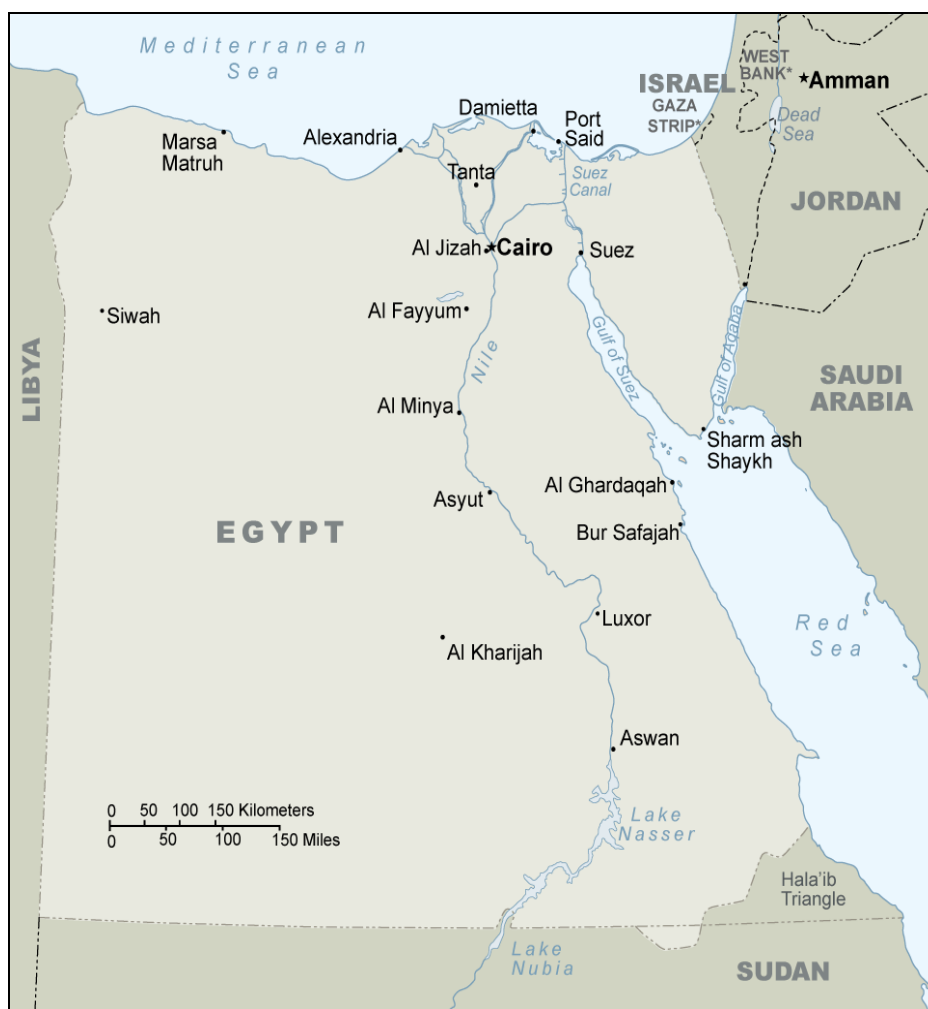 Mediterranean
Sea
WEST
BANK*
Amman
ISRAEL
GAZA
STRIP*
Dead
Sea
Damietta
Port
Said
Marsa
Matruh
Alexandria
Tanta
Suez
Canal
JORDAN
Al Jizah
Cairo
Suez
Siwah
Al Fayyum
Nile
Gulf of Suez
Gulf of Aqaba
LIBYA
SAUDI
ARABIA
Al Minya
Sharm ash
Shaykh
Asyut
Al Ghardaqah
Bur Safajah
EGYPT
Luxor
Red
Sea
Al Kharijah
Aswan
0 50 100 150 Kilometers
0 50 100 150 Miles
Lake
Nasser
Hala'ib
Triangle
Lake
Nubia
SUDAN